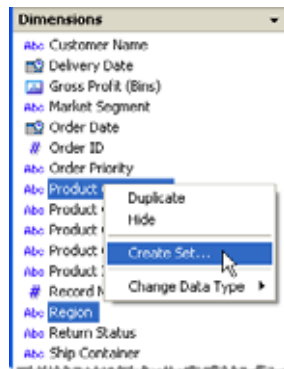 Dimensions
Abc Customer Name
Delivery Date
Gross Profit (Bins)
Abc Market Segment
Order Date
# Order ID
Abc Order Priority
Abc Product
Abc Product
Abc Product
Abc Product
Abc Product
# Record
Abc Region
Abc Return Status
Abc Ship Container
Duplicate
Hide
Create Set...
Change Data Type